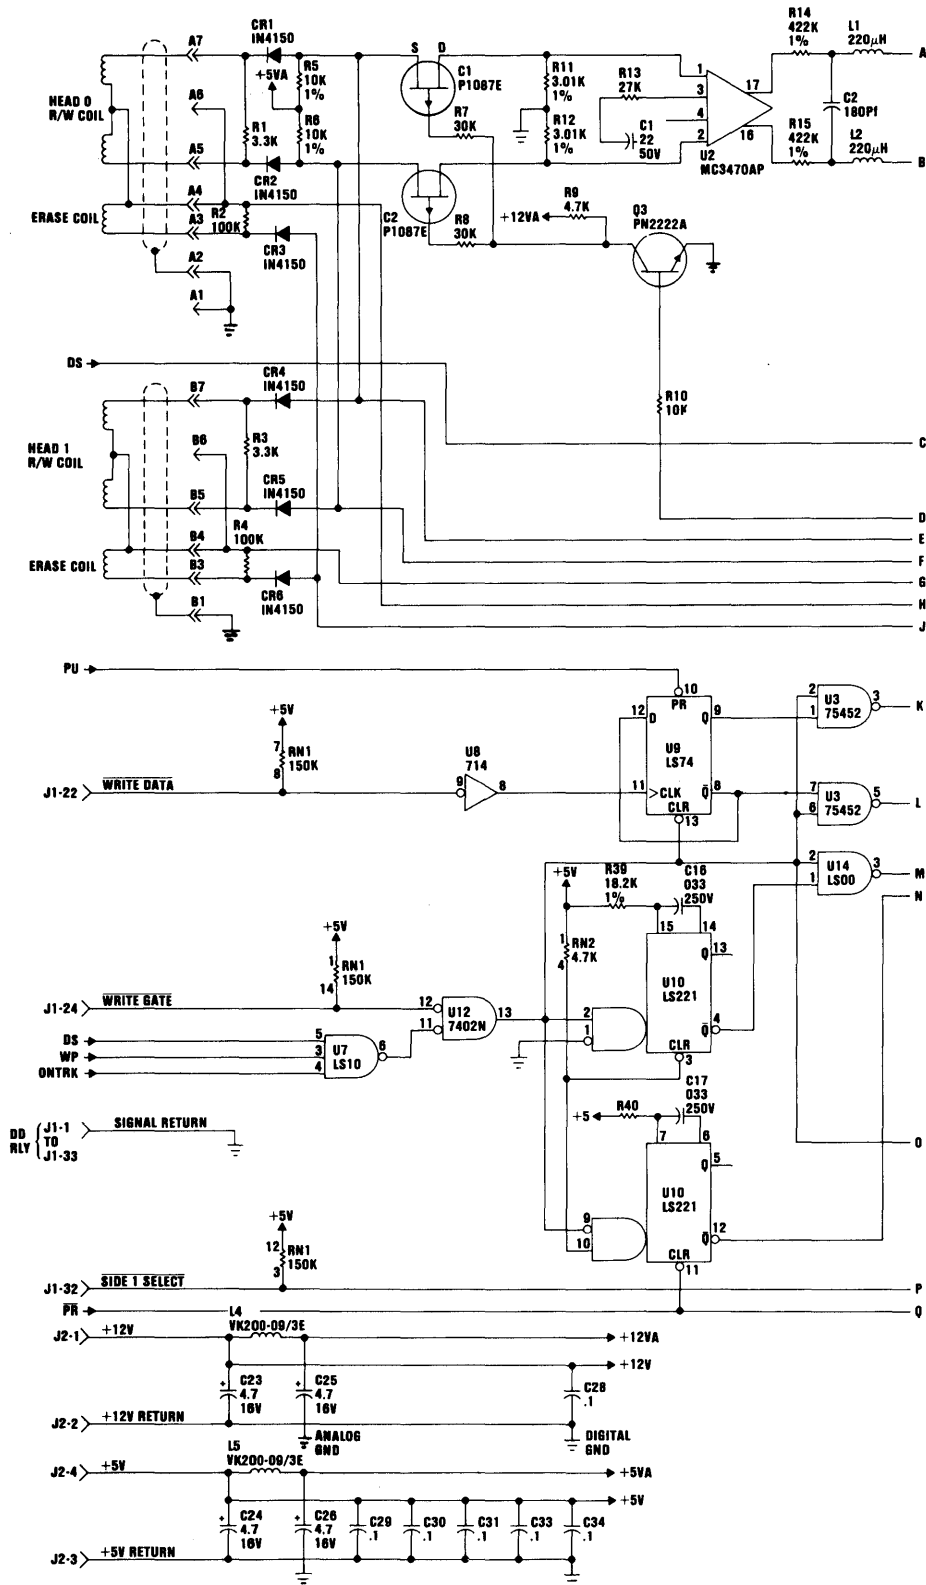 CR1
IN4150
A7
+5VA
R5
10K
1%
S D
C1
P1087E
R11
3.01K
1%
R13
27K
R14
422K
1%
L1
220µH
A
HEAD 0
R/W COIL
A6
R1
3.3K
R6
10K
1%
R7
30K
R12
3.01K
1%
C1
22
50V
1
3
4
2
17
16
U2
MC3470AP
C2
180Pf
R15
422K
1%
L2
220µH
B
A5
CR2
IN4150
A4
ERASE COIL
A3
R2
100K
CR3
IN4150
C2
P1087E
R8
30K
+12VA
R9
4.7K
Q3
PN2222A
A2
A1
DS
B7
CR4
IN4150
R10
10K
HEAD 1
R/W COIL
B6
R3
3.3K
C
B5
CR5
IN4150
D
B4
R4
100K
E
ERASE COIL
B3
F
CR6
IN4150
G
B1
H
J
PU
10
PR
12
D
Q
9
U9
LS74
2
1
U3
75452
3
K
+5V
7
8
RN1
150K
U8
714
J1-22
WRITE DATA
9
8
11
CLK
Q
8
CLR
13
7
6
U3
75452
5
L
+5V
R39
18.2K
1%
C16
033
250V
2
1
U14
LS00
3
M
N
15
14
1
4
RN2
4.7K
Q
13
U10
LS221
+5V
1
14
RN1
150K
J1-24
WRITE GATE
12
11
U12
7402N
13
2
1
Q
4
CLR
3
DS
WP
ONTRK
5
3
4
U7
LS10
6
+5
R40
C17
033
250V
DD
RLY
J1-1
TO
J1-33
SIGNAL RETURN
7
6
Q
5
O
U10
LS221
+5V
12
3
RN1
150K
9
10
Q
12
CLR
11
J1-32
SIDE 1 SELECT
P
PR
Q
L4
VK200-09/3E
J2-1
+12V
+12VA
+12V
C23
4.7
16V
C25
4.7
16V
C28
.1
J2-2
+12V RETURN
ANALOG
GND
DIGITAL
GND
L5
VK200-09/3E
J2-4
+5V
+5VA
+5V
C24
4.7
16V
C26
4.7
16V
C29
.1
C30
.1
C31
.1
C33
.1
C34
.1
J2-3
+5V RETURN